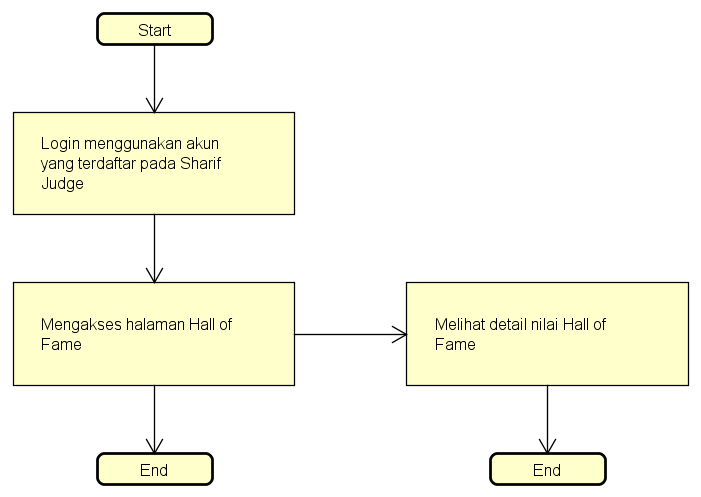 Start
Login menggunakan akun
yang terdaftar pada Sharif
Judge
Mengakses halaman Hall of
Fame
Melihat detail nilai Hall of
Fame
End
End